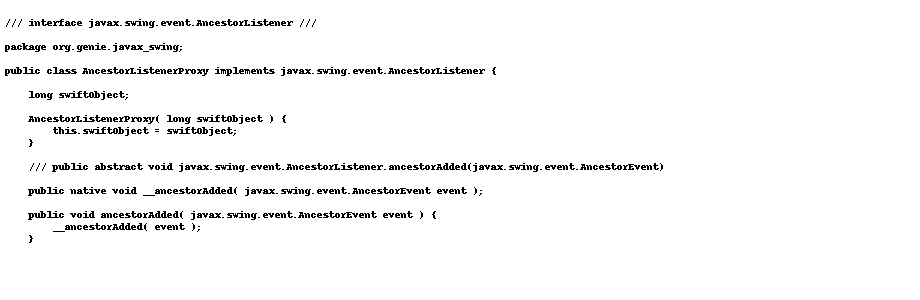 /// interface javax.swing.event.AncestorListener ///
package org.genie.javax_swing;
public class AncestorListenerProxy implements javax.swing.event.AncestorListener {
long swiftObject;
AncestorListenerProxy( long swiftObject ) {
this.swiftObject = swiftObject;
}
/// public abstract void javax.swing.event.AncestorListener.ancestorAdded(javax.swing.event.AncestorEvent)
public native void __ancestorAdded( javax.swing.event.AncestorEvent event );
public void ancestorAdded( javax.swing.event.AncestorEvent event ) {
__ancestorAdded( event );
}